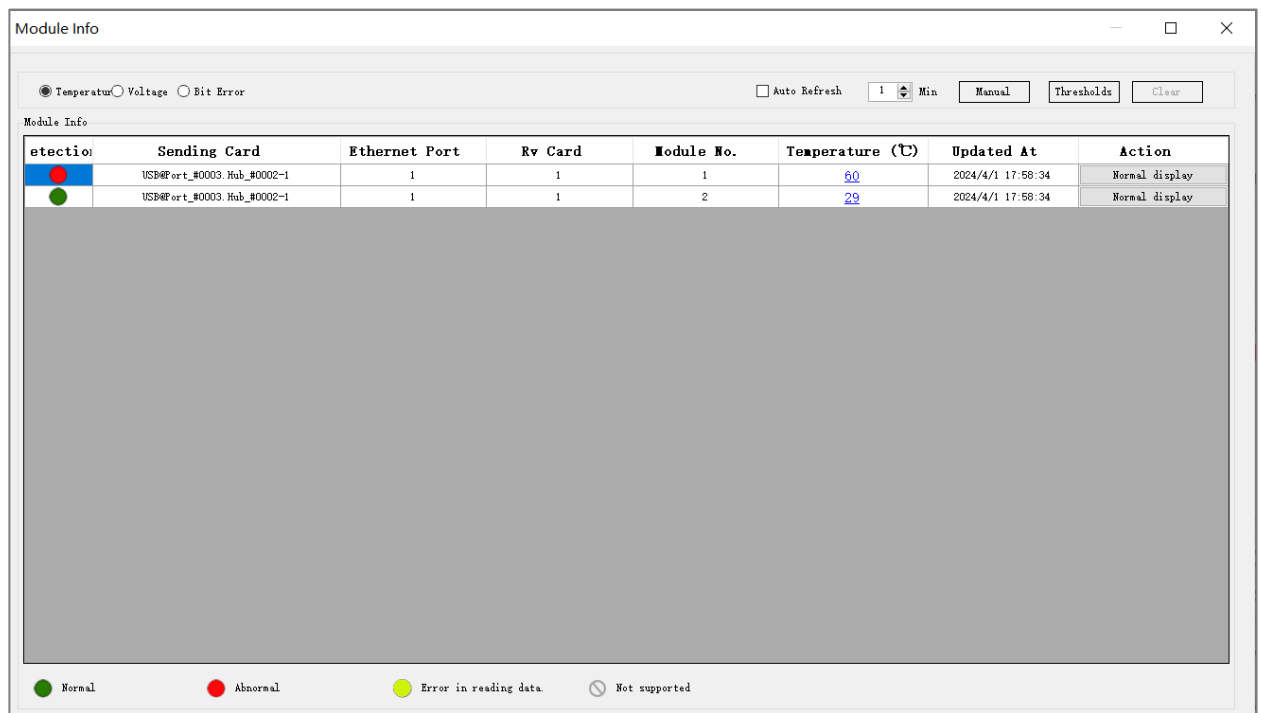 Module Info
Temperatur Voltage Bit Error Auto Refresh 1 Min Manual Thresholds Clear
Module Info
etection Sending Card Ethernet Port Rv Card Module No. Temperature (℃) Updated At Action
USB@Port_#0003.Hub_#0002-1 1 1 1 60 2024/4/1 17:58:34 Normal display
USB@Port_#0003.Hub_#0002-1 1 1 2 29 2024/4/1 17:58:34 Normal display
Normal Abnormal Error in reading data. Not supported